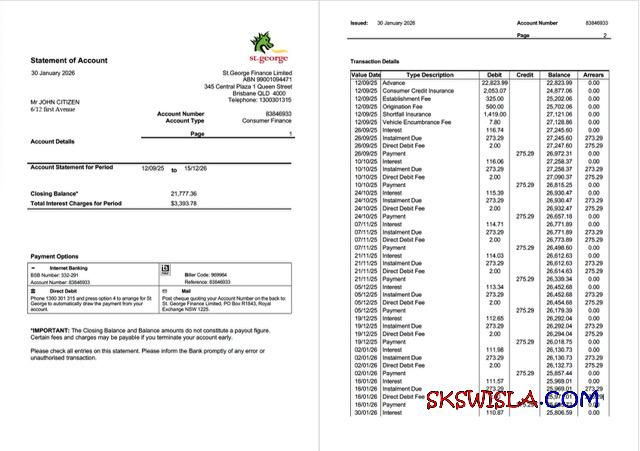 st.george
Statement of Account
30 January 2026
St.George Finance Limited
ABN 99001094471
345 Central Plaza 1 Queen Street
Brisbane QLD 4000
Telephone: 1300301315
Mr JOHN CITIZEN
6/12 first Avenue
Account Number 83846933
Account Type Consumer Finance
Page 1
Account Details
Account Statement for Period 12/09/25 to 15/12/26
Closing Balance* 21,777.36
Total Interest Charges for Period $3,393.78
Payment Options
Internet Banking
BSB Number: 332-291
Account Number: 83846933
Biller Code: 969964
Reference: 83846933
Direct Debit
Phone 1300 301 315 and press option 4 to arrange for St
George to automatically draw the payment from your
account.
Mail
Post cheque quoting your Account Number on the back to:
St. George Finance Limited, PO Box R1843, Royal
Exchange NSW 1225.
*IMPORTANT: The Closing Balance and Balance amounts do not constitute a payout figure.
Certain fees and charges may be payable if you terminate your account early.
Please check all entries on this statement. Please inform the Bank promptly of any error or
unauthorised transaction.
Issued: 30 January 2026 Account Number 83846933
Page 2
Transaction Details
Value Date Type Description Debit Credit Balance Arrears
12/09/25 Advance 22,823.99 22,823.99 0.00
12/09/25 Consumer Credit Insurance 2,053.07 24,877.06 0.00
12/09/25 Establishment Fee 325.00 25,202.06 0.00
12/09/25 Origination Fee 500.00 25,702.06 0.00
12/09/25 Shortfall Insurance 1,419.00 27,121.06 0.00
12/09/25 Vehicle Encumbrance Fee 7.80 27,128.86 0.00
26/09/25 Interest 116.74 27,245.60 0.00
26/09/25 Instalment Due 273.29 27,245.60 273.29
26/09/25 Direct Debit Fee 2.00 27,247.60 275.29
26/09/25 Payment 275.29 26,972.31 0.00
10/10/25 Interest 116.06 27,258.37 0.00
10/10/25 Instalment Due 273.29 27,258.37 273.29
10/10/25 Direct Debit Fee 2.00 27,090.37 275.29
10/10/25 Payment 275.29 26,815.25 0.00
24/10/25 Interest 115.39 26,930.47 0.00
24/10/25 Instalment Due 273.29 26,930.47 273.29
24/10/25 Direct Debit Fee 2.00 26,932.47 275.29
24/10/25 Payment 275.29 26,657.18 0.00
07/11/25 Interest 114.71 26,771.89 0.00
07/11/25 Instalment Due 273.29 26,771.89 273.29
07/11/25 Direct Debit Fee 2.00 26,773.89 275.29
07/11/25 Payment 275.29 26,498.60 0.00
21/11/25 Interest 114.03 26,612.63 0.00
21/11/25 Instalment Due 273.29 26,612.63 273.29
21/11/25 Direct Debit Fee 2.00 26,614.63 275.29
21/11/25 Payment 275.29 26,339.34 0.00
05/12/25 Interest 113.34 26,452.68 0.00
05/12/25 Instalment Due 273.29 26,452.68 273.29
05/12/25 Direct Debit Fee 2.00 26,454.68 275.29
05/12/25 Payment 275.29 26,179.39 0.00
19/12/25 Interest 112.65 26,292.04 0.00
19/12/25 Instalment Due 273.29 26,292.04 273.29
19/12/25 Direct Debit Fee 2.00 26,294.04 275.29
19/12/25 Payment 275.29 26,018.75 0.00
02/01/26 Interest 111.98 26,130.73 0.00
02/01/26 Instalment Due 273.29 26,130.73 273.29
02/01/26 Direct Debit Fee 2.00 26,132.73 275.29
02/01/26 Payment 275.29 25,857.44 0.00
16/01/26 Interest 111.57 25,969.01 0.00
16/01/26 Instalment Due 273.29 25,969.01 273.29
16/01/26 Direct Debit Fee
16/01/26 Payment 0.00
30/01/26 Interest 110.87 25,806.59 0.00
SKSWISLA.COM